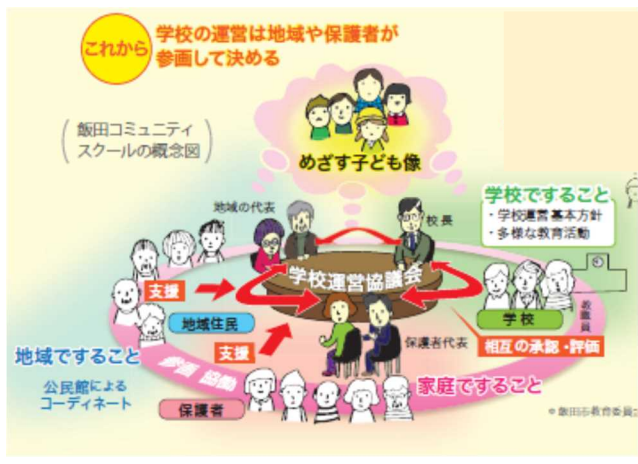 これから
学校の運営は地域や保護者が
参画して決める
飯田コミュニティ
スクールの概念図
めざす子ども像
学校ですること
・学校運営基本方針
・多様な教育活動
地域の代表
校長
学校運営協議会
支援
地域住民
学校
教職員
支援
保護者代表
相互の承認・評価
地域ですること
参画 協働
公民館による
コーディネート
家庭ですること
保護者
飯田市教育委員